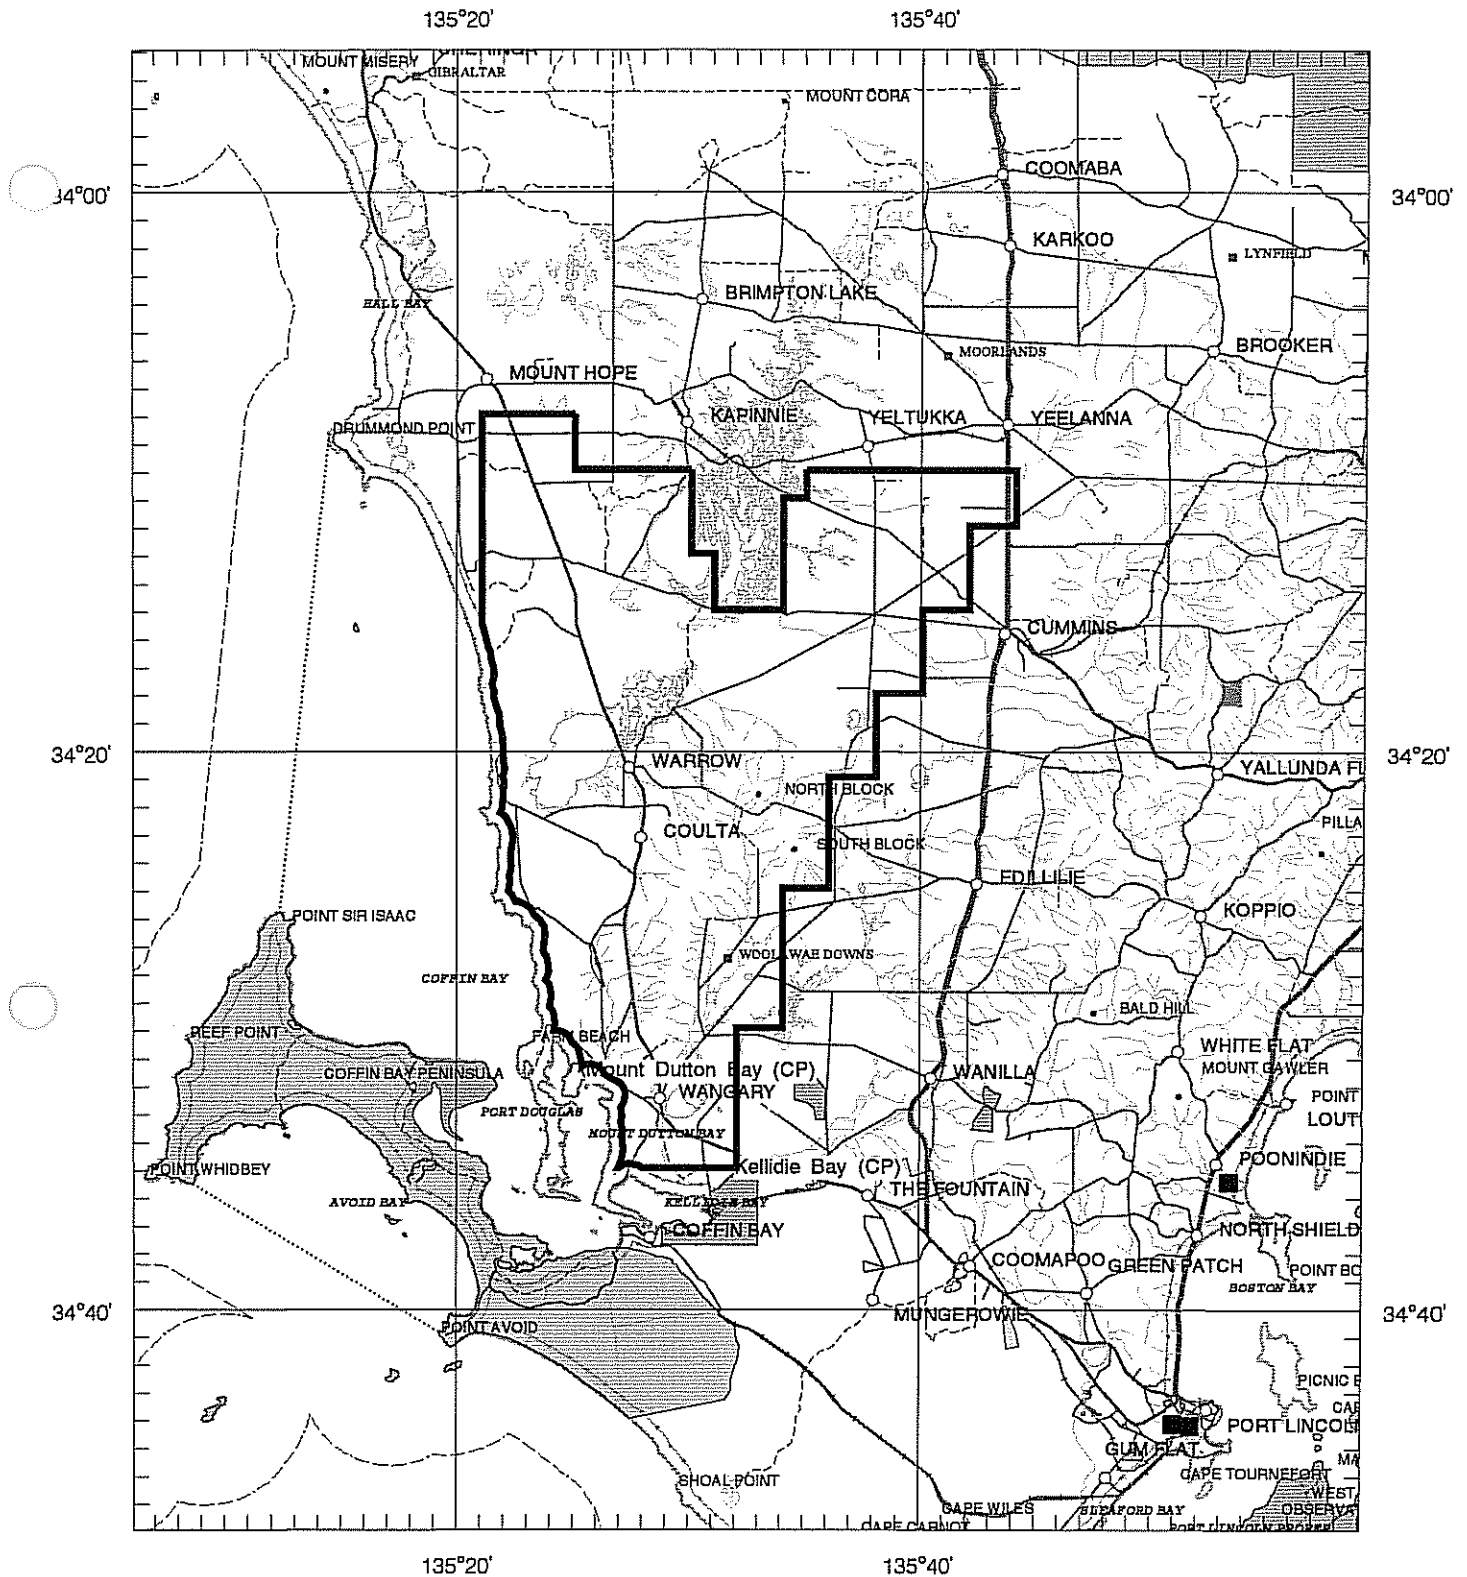 135°20' 135°40'
MOUNT MISERY
GIBRALTAR
MOUNT CORA
COOMABA
34°00' 34°00'
KARKOO
LYNFIELD
BRIMPTON LAKE
HALL BAY
BROOKER
MOORLANDS
MOUNT HOPE
KAPINNIE YELTUKKA YEELANNA
DRUMMOND POINT
CUMMINS
34°20' 34°20'
WARROW
YALLUNDA FL
NORTH BLOCK
PILLA
COULTA
SOUTH BLOCK
EDILLILIE
KOPPIO
POINT SIR ISAAC
WOOLAWAE DOWNS
COFFIN BAY
BALD HILL
REEF POINT
FARM BEACH
WHITE FLAT
MOUNT GAWLER
Mount Dutton Bay (CP)
COFFIN BAY PENINSULA
WANILLA
WANGARY
POINT
LOUT
PORT DOUGLAS
MOUNT DUTTON BAY
POINT WHIDBEY
Kellidie Bay (CP)
POONINDIE
THE FOUNTAIN
AVOID BAY
KELLIDIE BAY
COFFIN BAY
NORTH SHIELD
COOMAPOO
GREEN PATCH
POINT BO
BOSTON BAY
34°40' 34°40'
MUNGEROWIE
POINT AVOID
PICNIC B
CAP
PORT LINCOL
GUM FLAT
MA
CAPE TOURNEFORT
SHOAL POINT
WEST
OBSERVA
CAPE WILES
SLEAFORD BAY
CAPE CARNOT
135°20' 135°40'